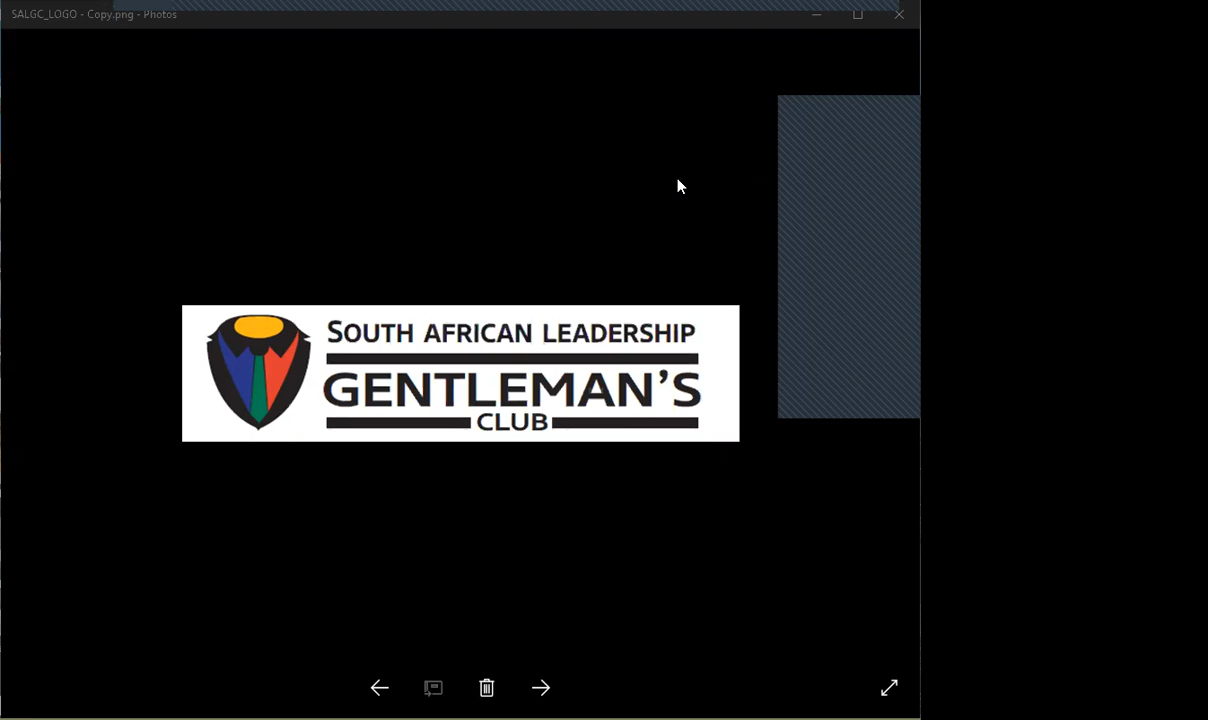 SALGC_LOGO - Copy.png - Photos
SOUTH AFRICAN LEADERSHIP
GENTLEMAN'S
CLUB